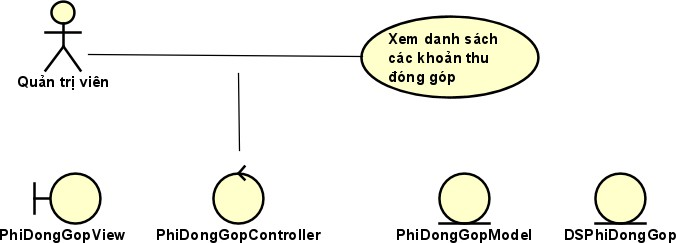 Xem danh sách
các khoản thu
đóng góp
Quản trị viên
PhiDongGopView
PhiDongGopController
PhiDongGopModel
DSPhiDongGop